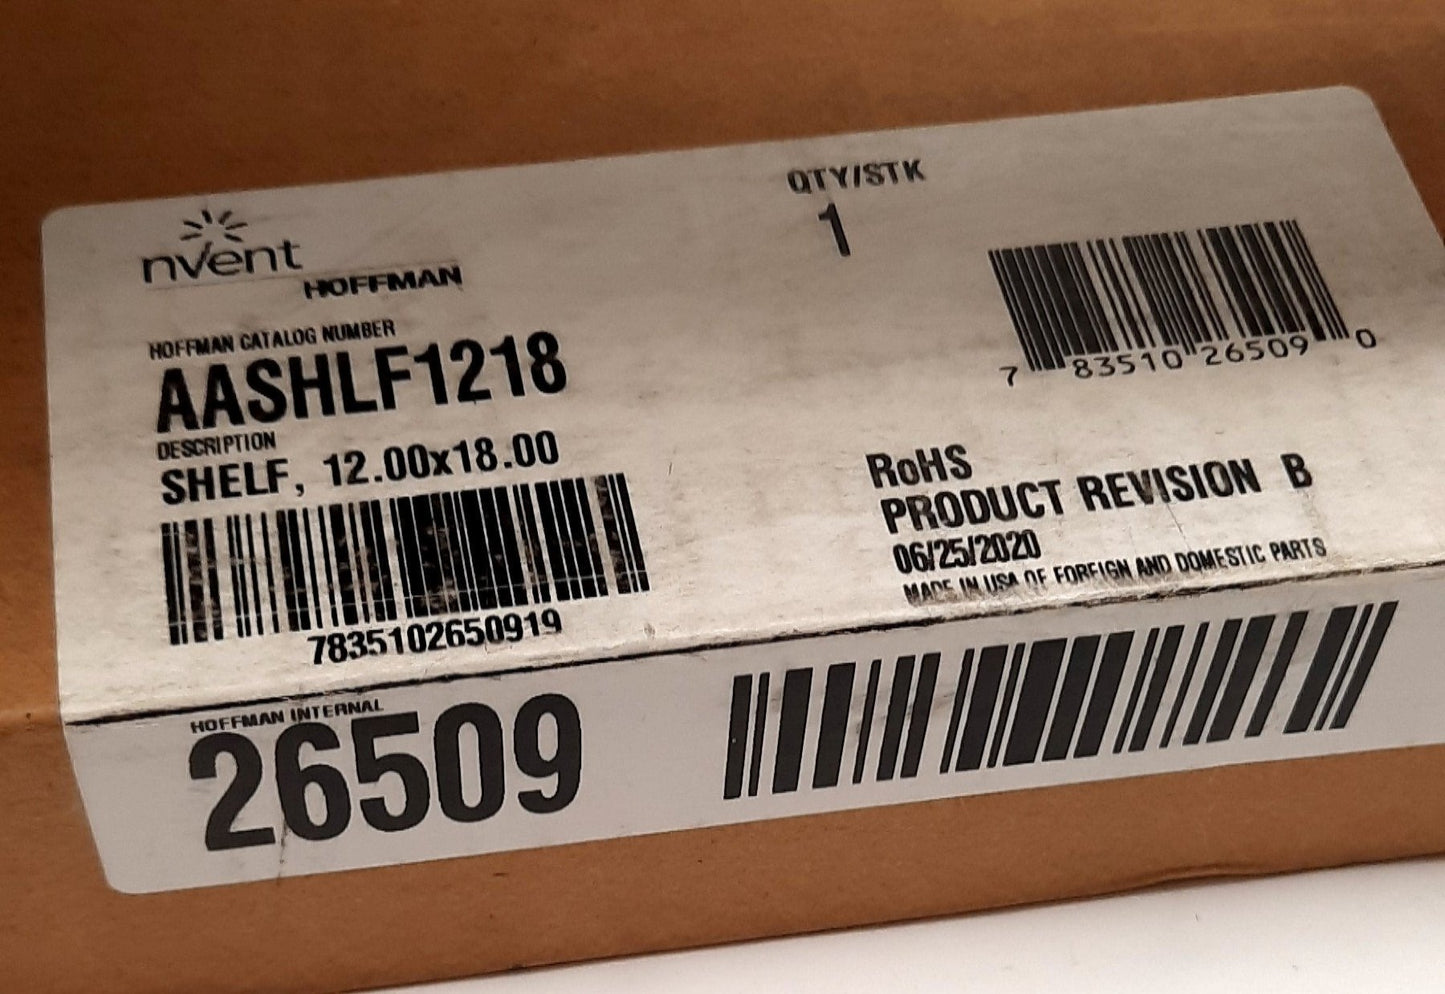 nvent
HOFFMAN
QTY/STK
1
HOFFMAN CATALOG NUMBER
AASHLF1218
DESCRIPTION
SHELF, 12.00x18.00
7835102650919
7 83510 26509 0
RoHS
PRODUCT REVISION B
06/25/2020
MADE IN USA OF FOREIGN AND DOMESTIC PARTS
HOFFMAN INTERNAL
26509